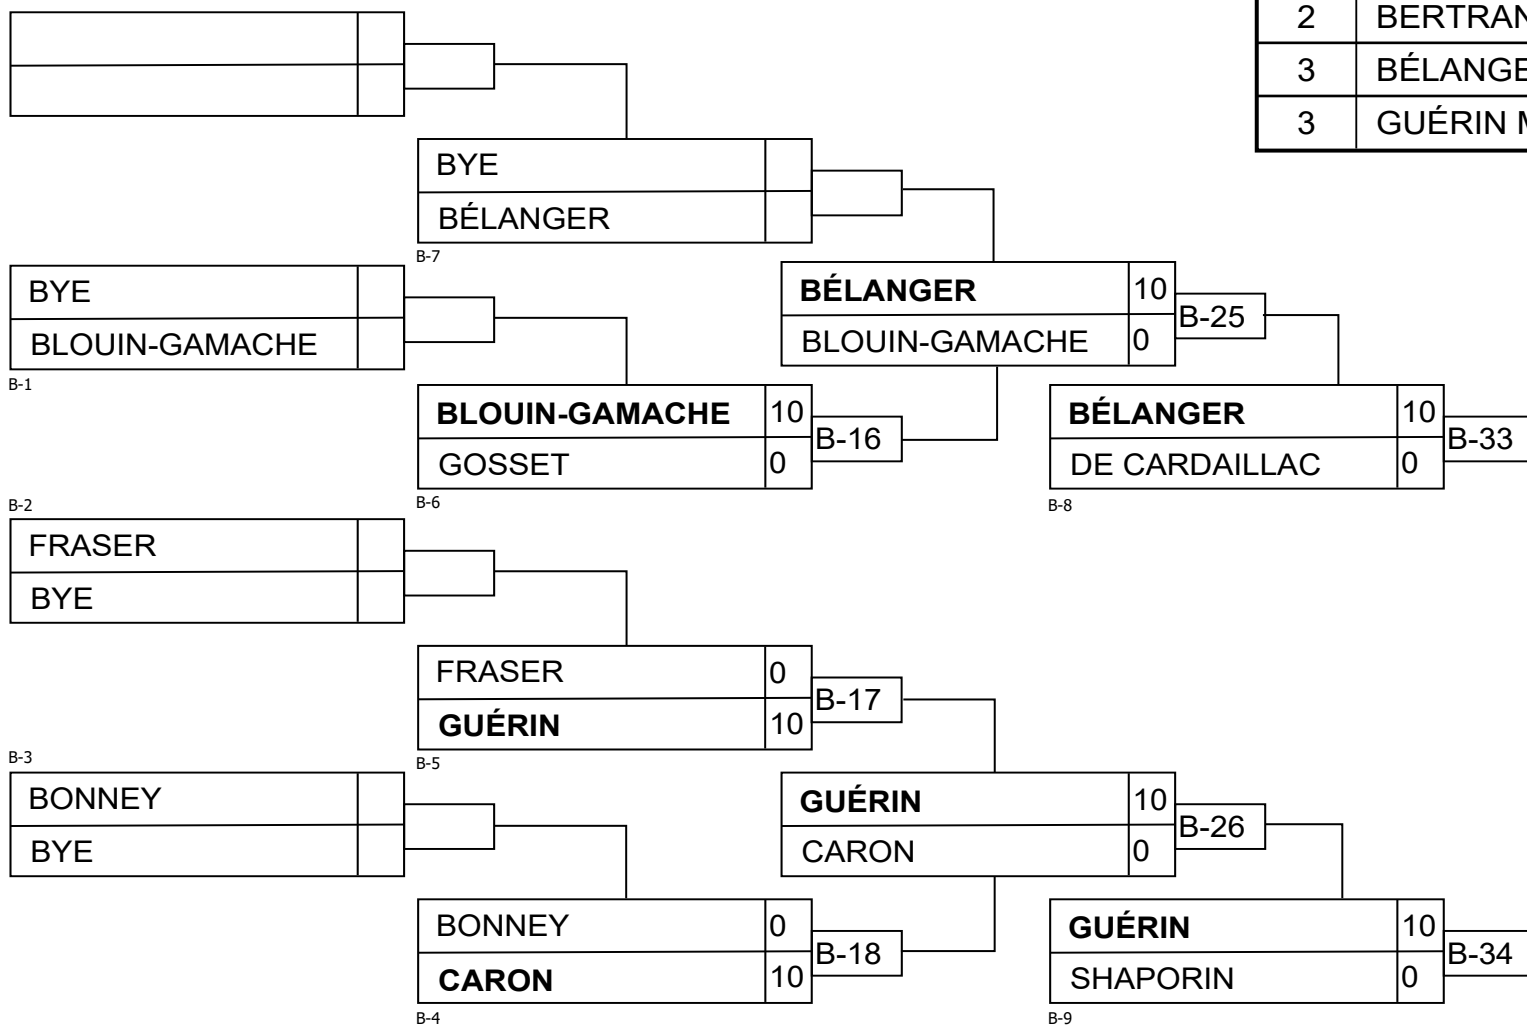 2
3 BÉLANGE
3 GUÉRIN
BYE
BÉLANGER
B-7
BYE
BLOUIN-GAMACHE
B-1
BÉLANGER 10
BLOUIN-GAMACHE 0
B-25
BLOUIN-GAMACHE 10
GOSSET 0
B-16
B-6
BÉLANGER 10
DE CARDAILLAC 0
B-33
B-8
B-2
FRASER
BYE
FRASER 0
GUÉRIN 10
B-17
B-5
B-3
BONNEY
BYE
GUÉRIN 10
CARON 0
B-26
BONNEY 0
CARON 10
B-18
B-4
GUÉRIN 10
SHAPORIN 0
B-34
B-9